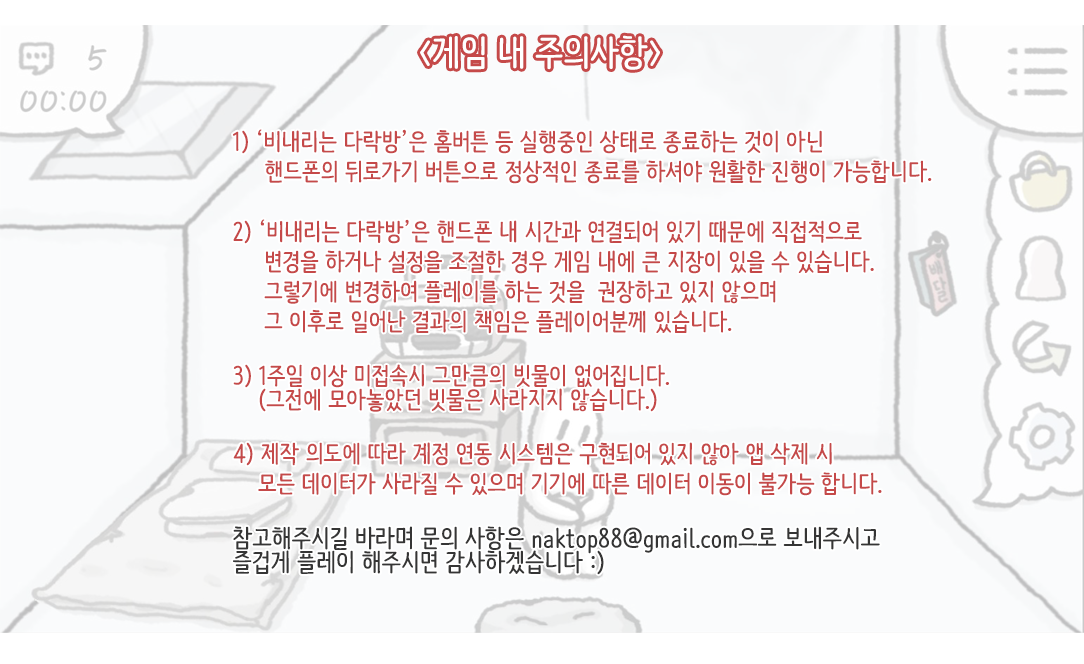 <게임 내 주의사항>
5
00:00
1) ‘비내리는 다락방’은 홈버튼 등 실행중인 상태로 종료하는 것이 아닌
핸드폰의 뒤로가기 버튼으로 정상적인 종료를 하셔야 원활한 진행이 가능합니다.
2) ‘비내리는 다락방’은 핸드폰 내 시간과 연결되어 있기 때문에 직접적으로
변경을 하거나 설정을 조절한 경우 게임 내에 큰 지장이 있을 수 있습니다.
그렇기에 변경하여 플레이를 하는 것을 권장하고 있지 않으며
그 이후로 일어난 결과의 책임은 플레이어분께 있습니다.
배달
3) 1주일 이상 미접속시 그만큼의 빗물이 없어집니다.
(그전에 모아놓았던 빗물은 사라지지 않습니다.)
4) 제작 의도에 따라 계정 연동 시스템은 구현되어 있지 않아 앱 삭제 시
모든 데이터가 사라질 수 있으며 기기에 따른 데이터 이동이 불가능 합니다.
참고해주시길 바라며 문의 사항은 naktop88@gmail.com으로 보내주시고
즐겁게 플레이 해주시면 감사하겠습니다 :)